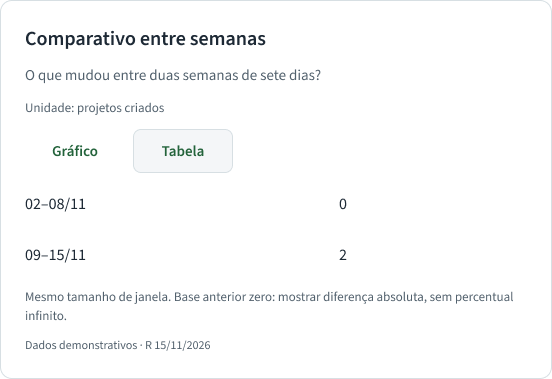 Comparativo entre semanas
O que mudou entre duas semanas de sete dias?
Unidade: projetos criados
Gráfico Tabela
02–08/11 0
09–15/11 2
Mesmo tamanho de janela. Base anterior zero: mostrar diferença absoluta, sem percentual
infinito.
Dados demonstrativos · R 15/11/2026